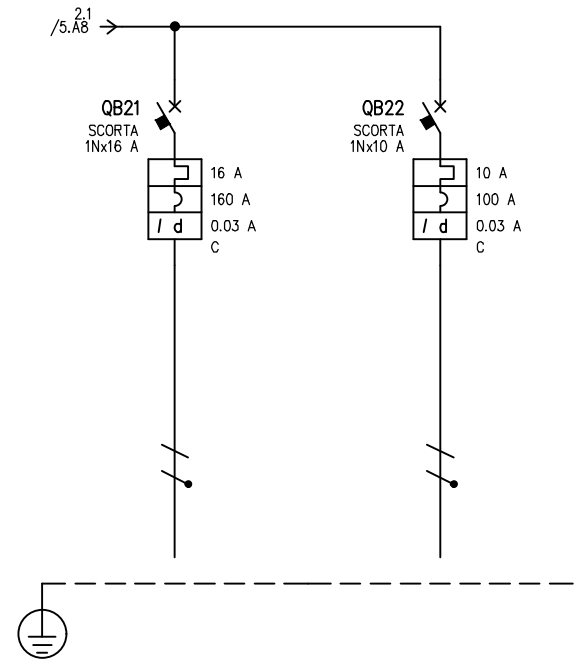 2.1
/5.A8
QB21
SCORTA
1Nx16 A
16 A
160 A
I d
0.03 A
C
QB22
SCORTA
1Nx10 A
10 A
100 A
I d
0.03 A
C